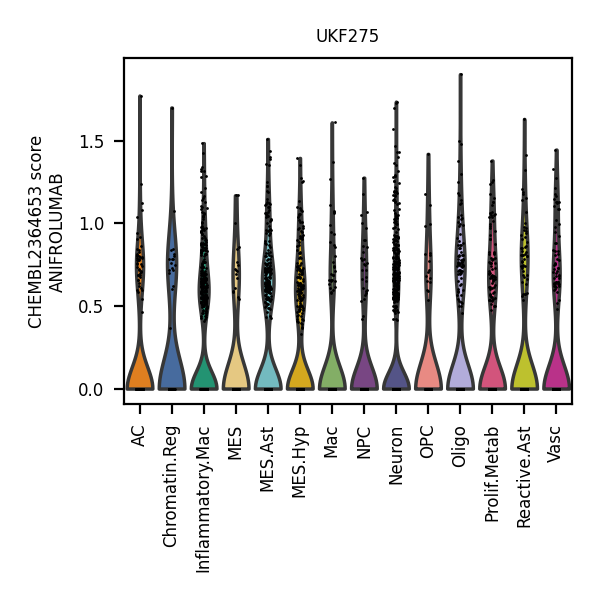 UKF275
CHEMBL2364653 score
ANIFROLUMAB
1.5
1.0
0.5
0.0
AC
Chromatin.Reg
Inflammatory.Mac
MES
MES.Ast
MES.Hyp
Mac
NPC
Neuron
OPC
Oligo
Prolif.Metab
Reactive.Ast
Vasc